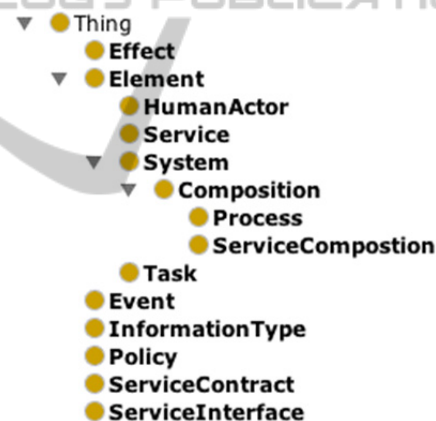 Thing
Effect
Element
HumanActor
Service
System
Composition
Process
ServiceCompostion
Task
Event
InformationType
Policy
ServiceContract
ServiceInterface